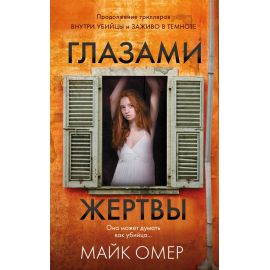 Продолжение триллеров
ВНУТРИ УБИЙЦЫ и ЗАЖИВО В ТЕМНОТЕ
ГЛАЗАМИ
ЖЕРТВЫ
Она может думать
как убийца...
МАЙК ОМЕР